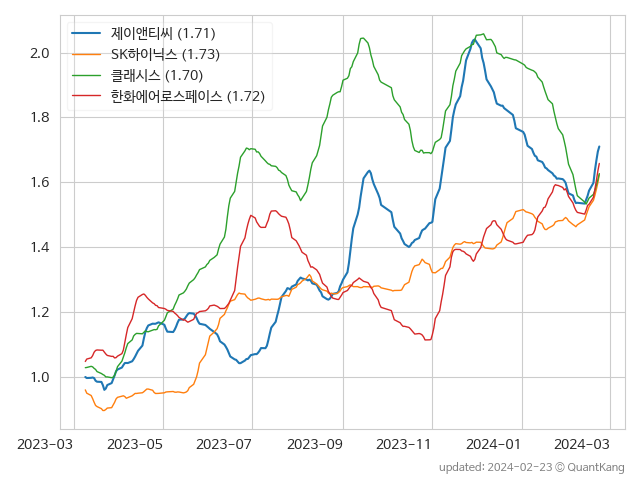 제이앤티씨 (1.71)
SK하이닉스 (1.73)
클래시스 (1.70)
한화에어로스페이스 (1.72)
2.0
1.8
1.6
1.4
1.2
1.0
2023-03 2023-05 2023-07 2023-09 2023-11 2024-01 2024-03
updated: 2024-02-23 © QuantKang